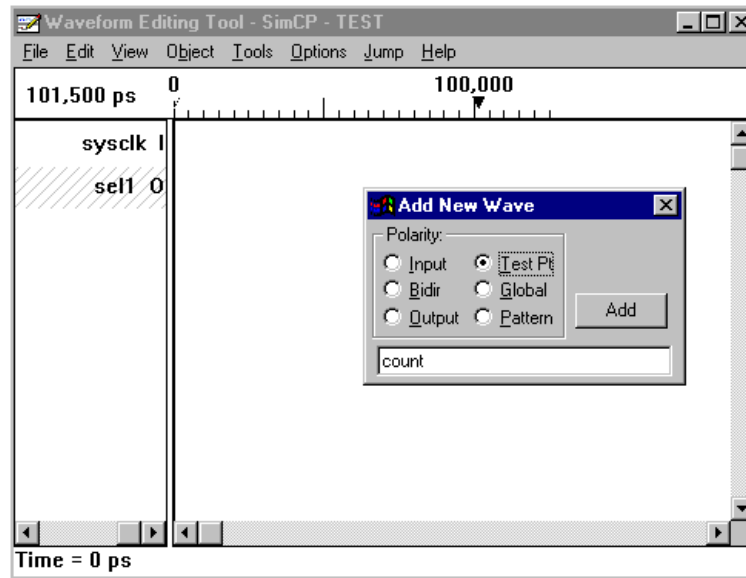 Waveform Editing Tool - SimCP - TEST
File Edit View Object Tools Options Jump Help
101,500 ps 0 100,000
sysclk I
sel1 O
Add New Wave
Polarity:
Input Test Pt
Bidir Global
Output Pattern
Add
count
Time = 0 ps